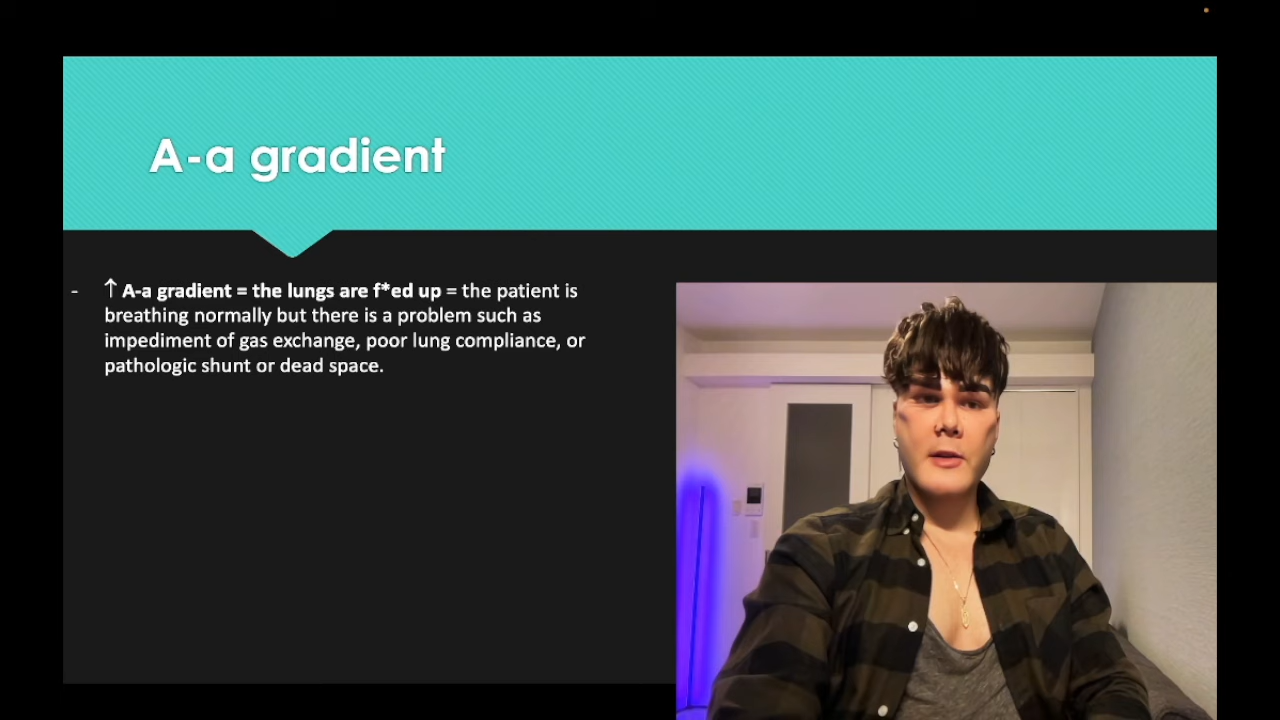 A-a gradient
- ↑ A-a gradient = the lungs are f*ed up = the patient is
breathing normally but there is a problem such as
impediment of gas exchange, poor lung compliance, or
pathologic shunt or dead space.